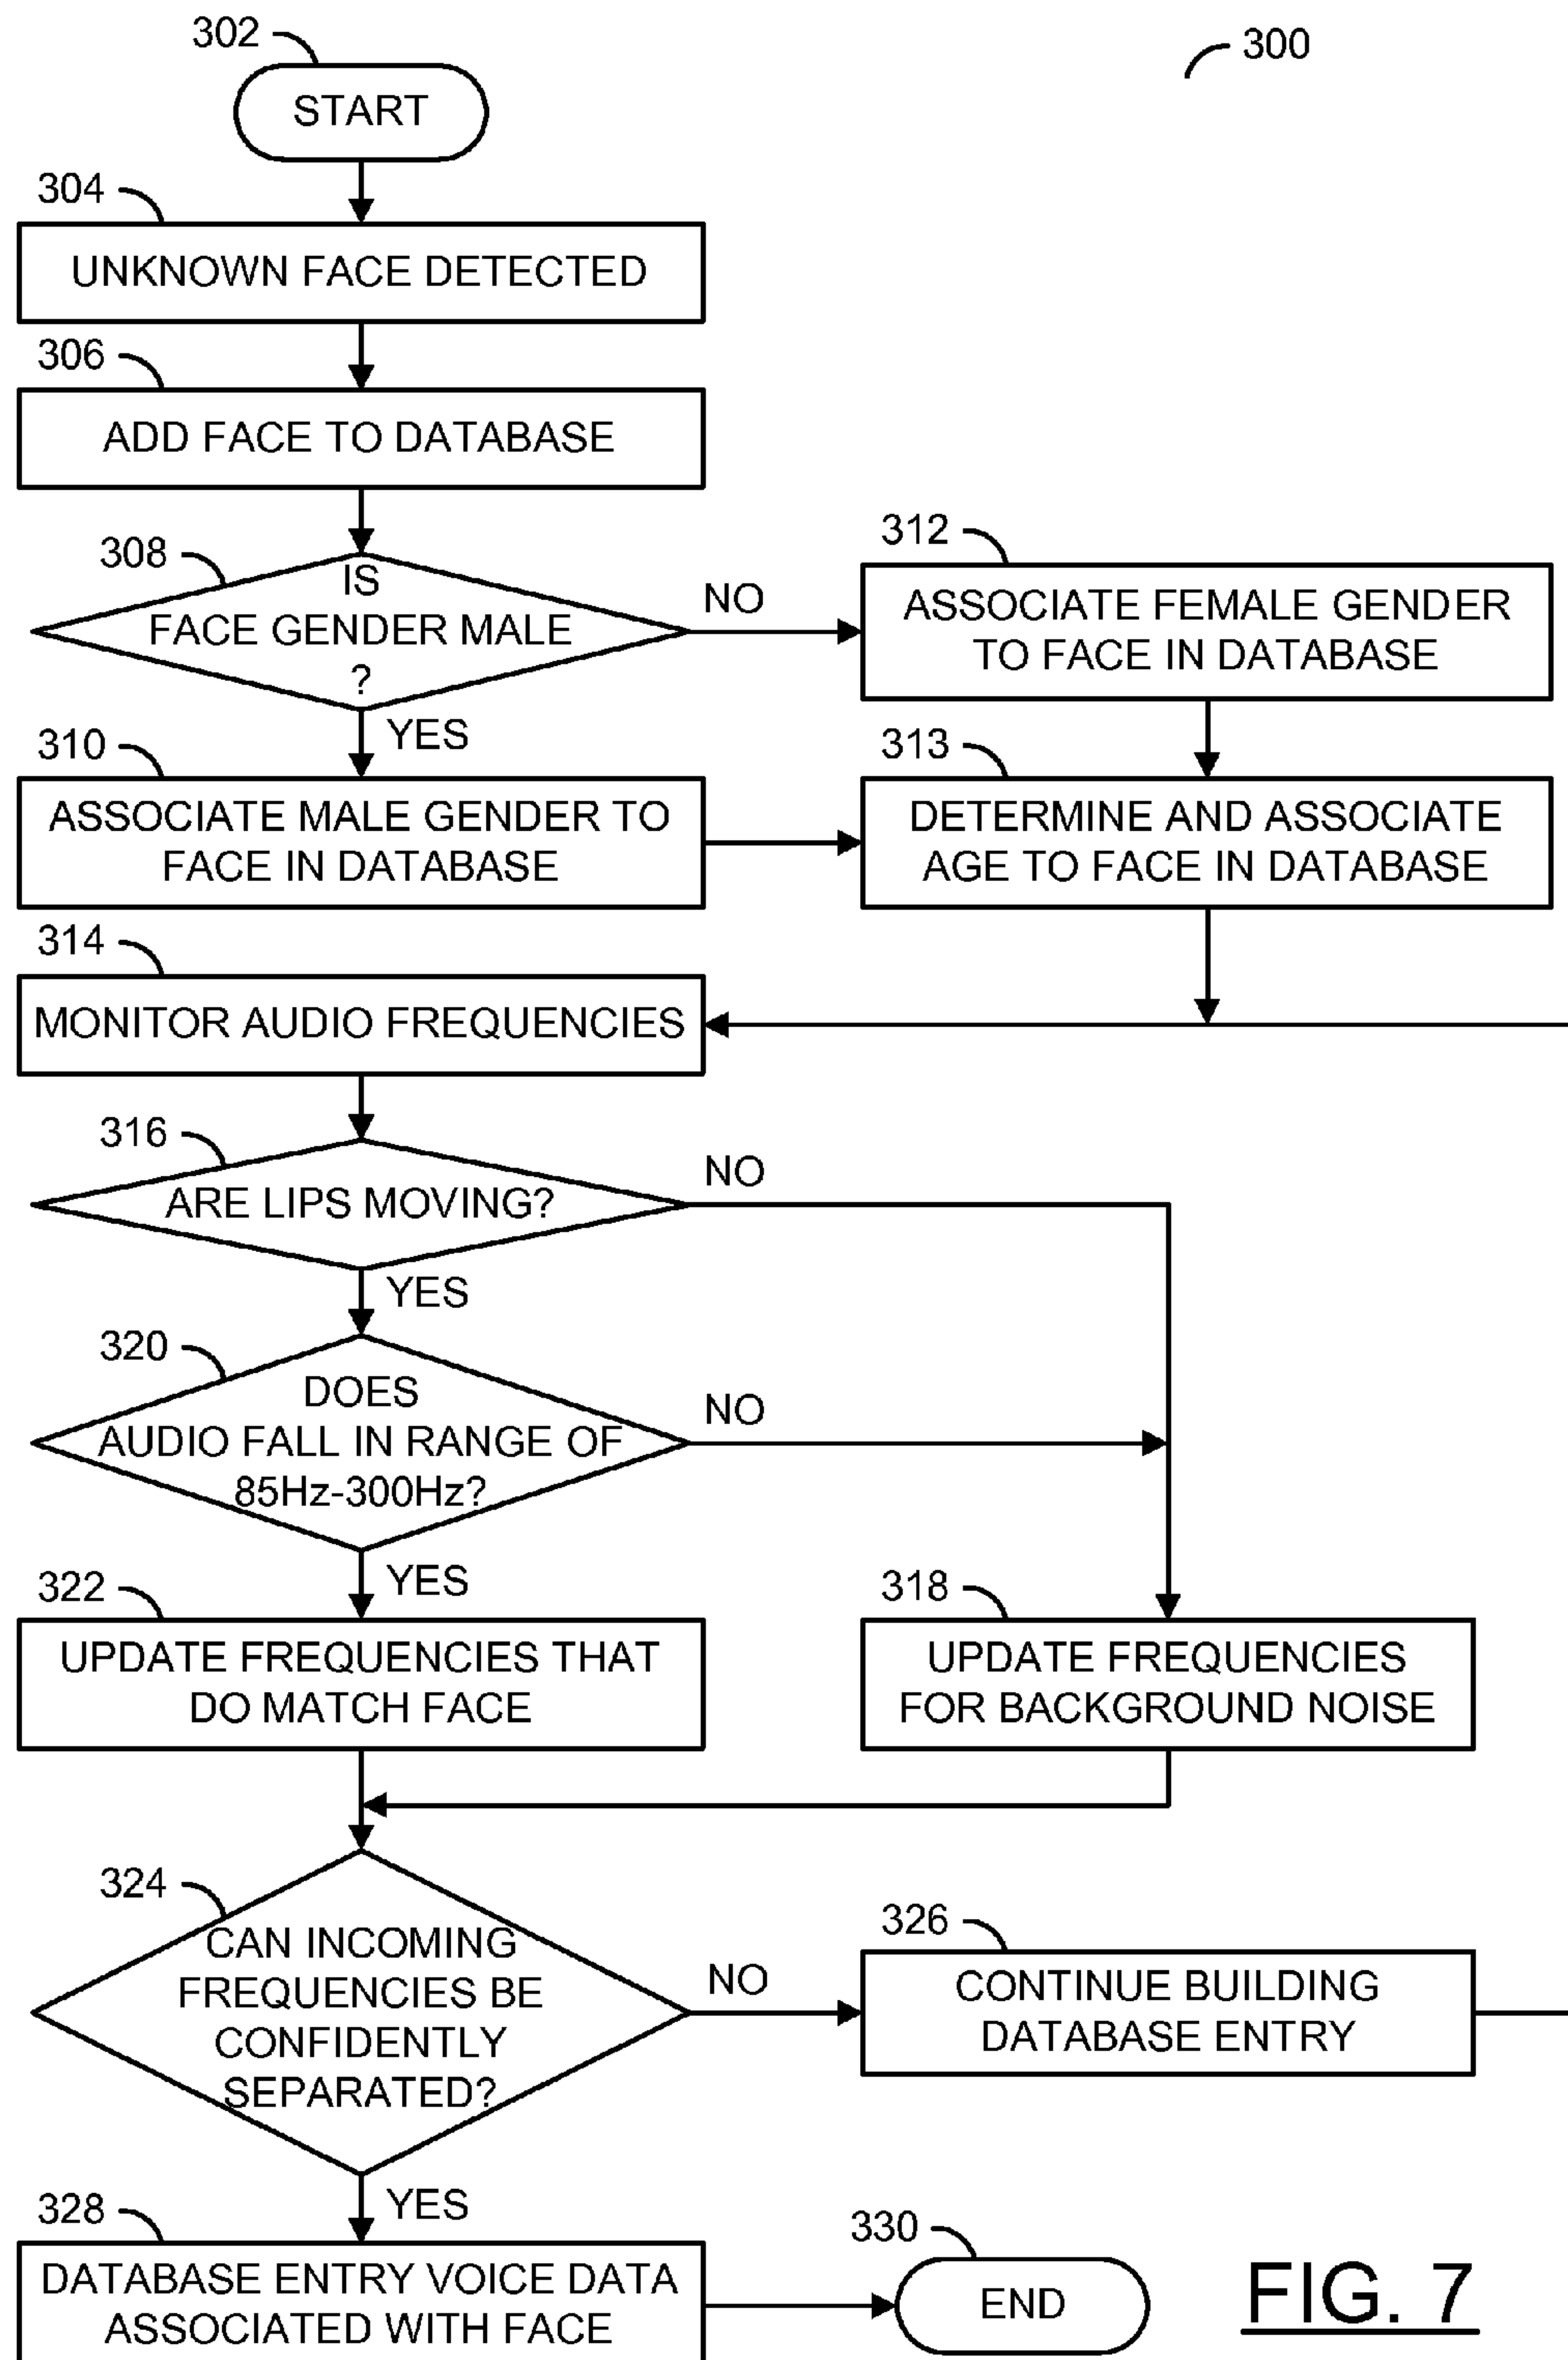 302
300
START
304
UNKNOWN FACE DETECTED
306
ADD FACE TO DATABASE
308
IS
FACE GENDER MALE
?
NO
YES
312
ASSOCIATE FEMALE GENDER
TO FACE IN DATABASE
310
ASSOCIATE MALE GENDER TO
FACE IN DATABASE
313
DETERMINE AND ASSOCIATE
AGE TO FACE IN DATABASE
314
MONITOR AUDIO FREQUENCIES
316
ARE LIPS MOVING?
NO
YES
320
DOES
AUDIO FALL IN RANGE OF
85Hz-300Hz?
NO
YES
322
UPDATE FREQUENCIES THAT
DO MATCH FACE
318
UPDATE FREQUENCIES
FOR BACKGROUND NOISE
324
CAN INCOMING
FREQUENCIES BE
CONFIDENTLY
SEPARATED?
NO
YES
326
CONTINUE BUILDING
DATABASE ENTRY
328
DATABASE ENTRY VOICE DATA
ASSOCIATED WITH FACE
330
END
FIG. 7